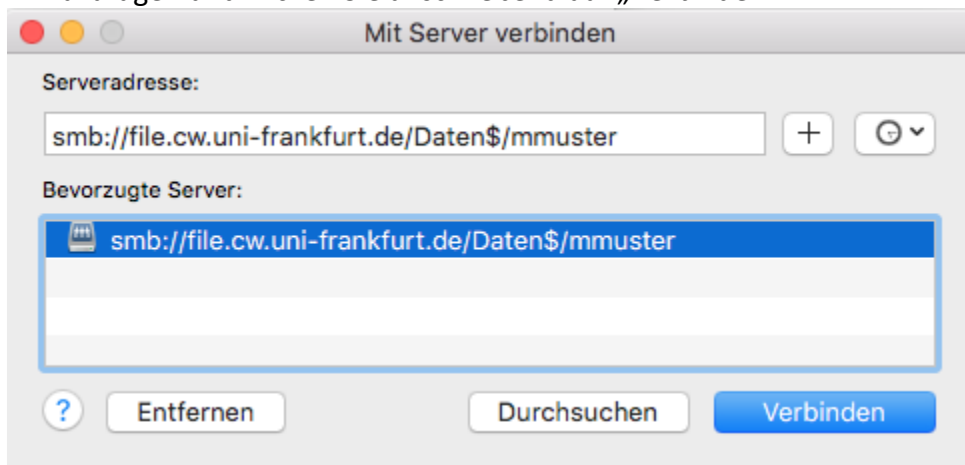 Mit Server verbinden
Serveradresse:
smb://file.cw.uni-frankfurt.de/Daten$/mmuster
Bevorzugte Server:
smb://file.cw.uni-frankfurt.de/Daten$/mmuster
? Entfernen Durchsuchen Verbinden